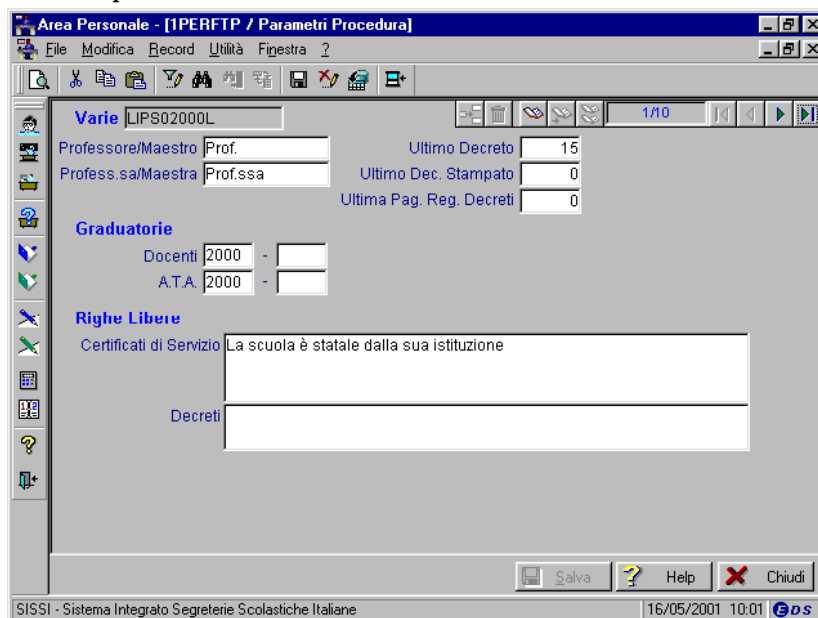 Area Personale - [1PERFTP / Parametri Procedura]
File Modifica Record Utilità Finestra ?
Varie LIPS02000L 1/10
Professore/Maestro Prof. Ultimo Decreto 15
Profess.sa/Maestra Prof.ssa Ultimo Dec. Stampato 0
Ultima Pag. Reg. Decreti 0
Graduatorie
Docenti 2000 -
A.T.A. 2000 -
Righe Libere
Certificati di Servizio La scuola è statale dalla sua istituzione
Decreti
Salva Help Chiudi
SISSI - Sistema Integrato Segreterie Scolastiche Italiane 16/05/2001 10:01 EDS